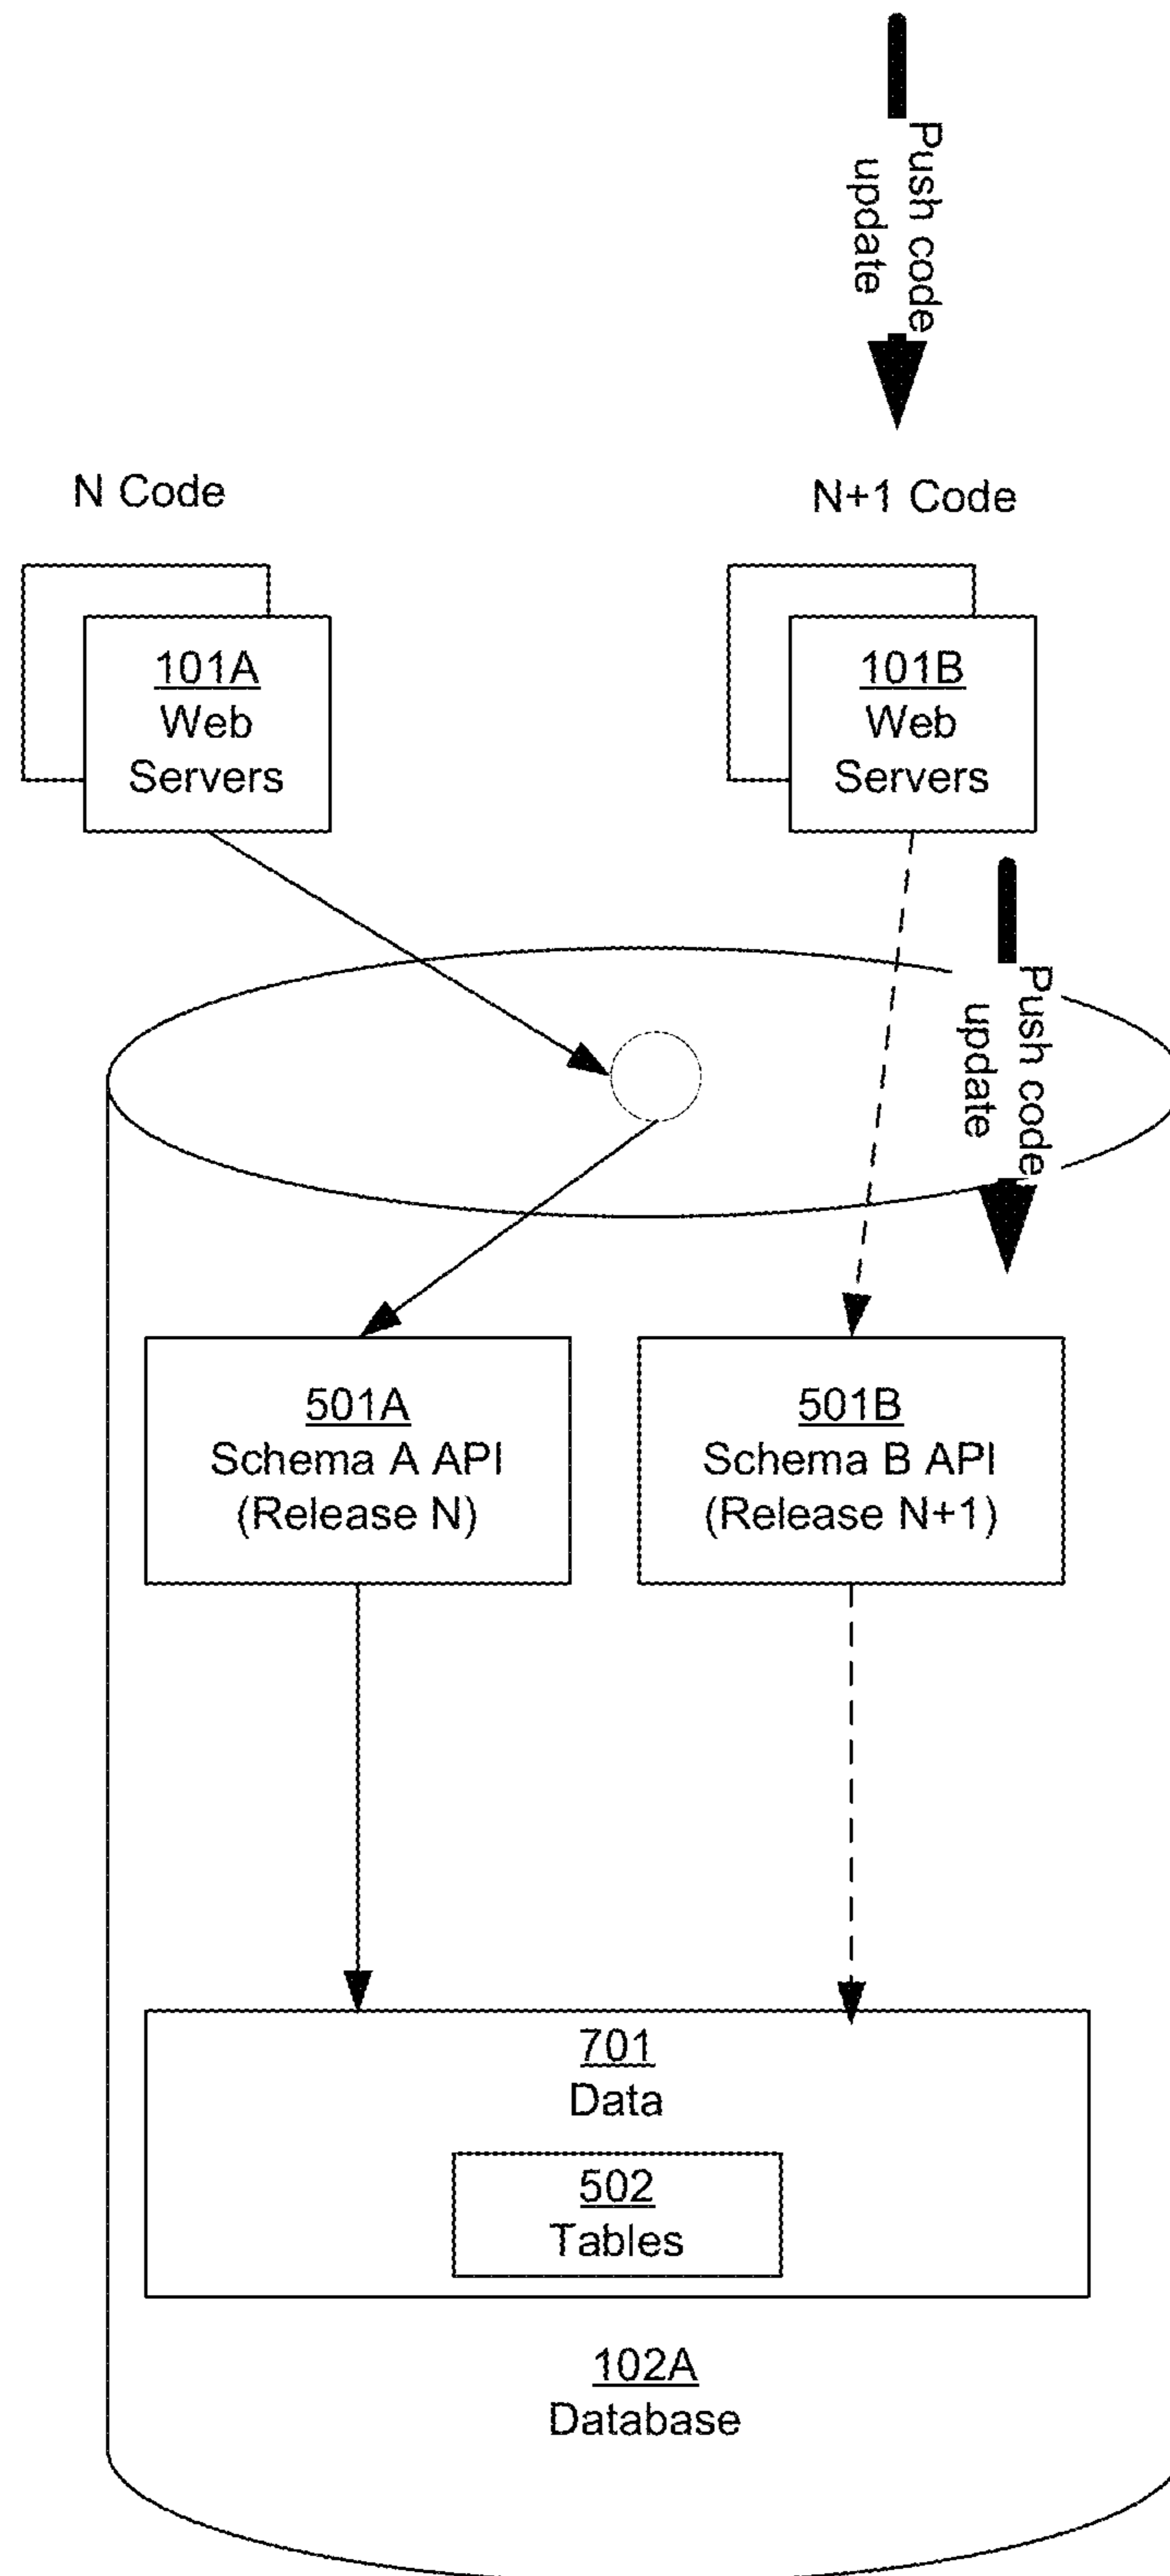 Push code
update
N Code
N+1 Code
101A
Web
Servers
101B
Web
Servers
Push code
update
501A
Schema A API
(Release N)
501B
Schema B API
(Release N+1)
701
Data
502
Tables
102A
Database